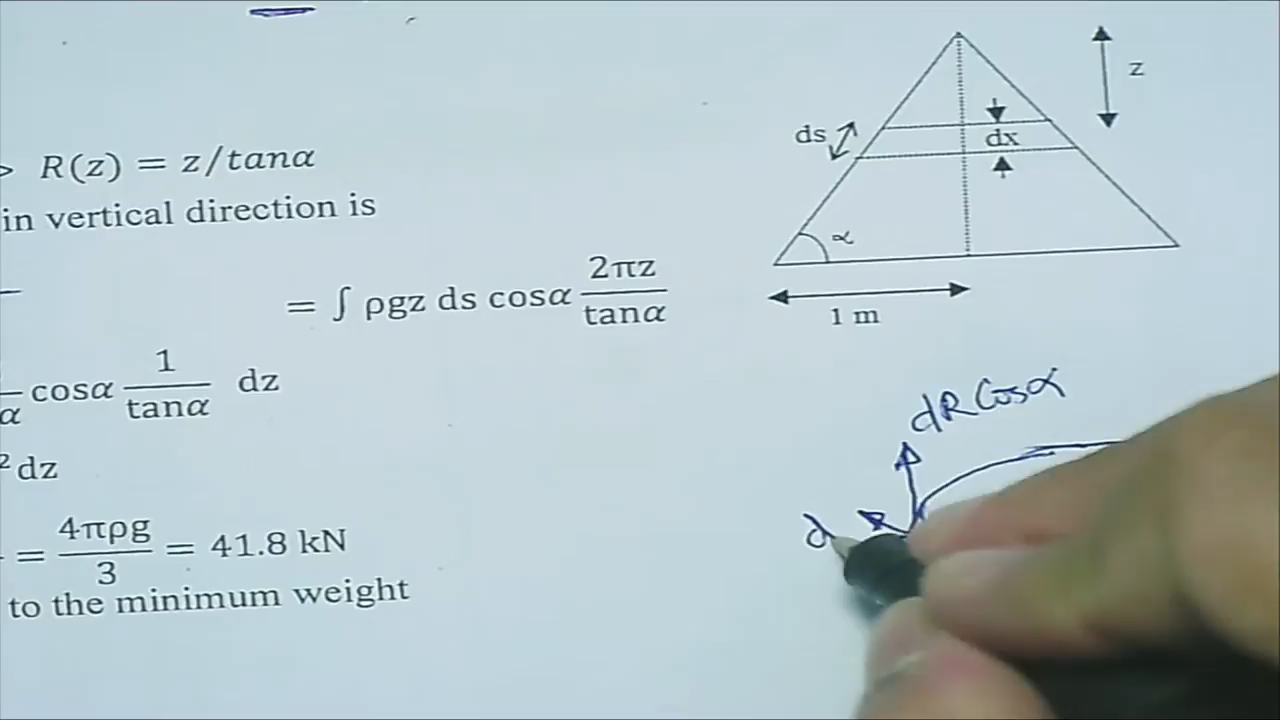 > R(z) = z/tanα
in vertical direction is
= ∫ ρgz ds cosα 2πz/tanα
cosα 1/tanα dz
α
²dz
= 4πρg/3 = 41.8 kN
to the minimum weight
z
ds
dx
α
1 m
dR Cosα
d